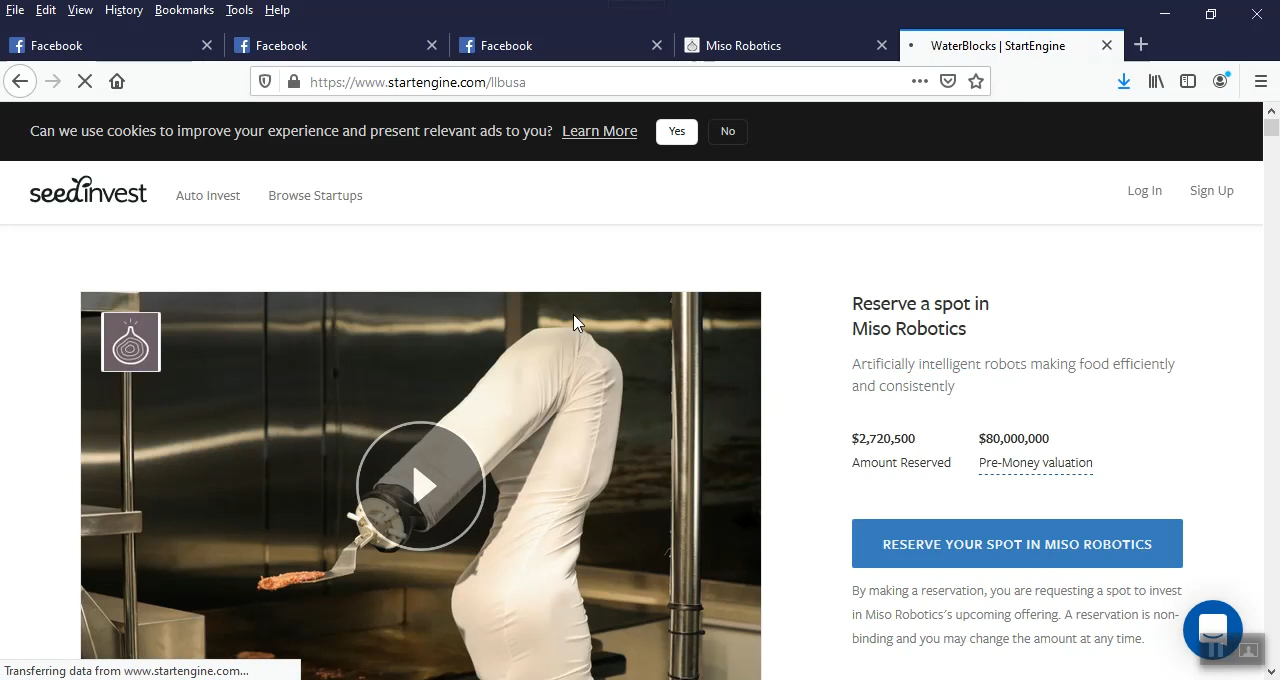 File Edit View History Bookmarks Tools Help
Facebook
Facebook
Facebook
Miso Robotics
WaterBlocks | StartEngine
https://www.startengine.com/llbusa
Can we use cookies to improve your experience and present relevant ads to you? Learn More Yes No
seedinvest Auto Invest Browse Startups Log In Sign Up
Reserve a spot in
Miso Robotics
Artificially intelligent robots making food efficiently
and consistently
$2,720,500 $80,000,000
Amount Reserved Pre-Money valuation
RESERVE YOUR SPOT IN MISO ROBOTICS
By making a reservation, you are requesting a spot to invest
in Miso Robotics's upcoming offering. A reservation is non-
binding and you may change the amount at any time.
Transferring data from www.startengine.com...